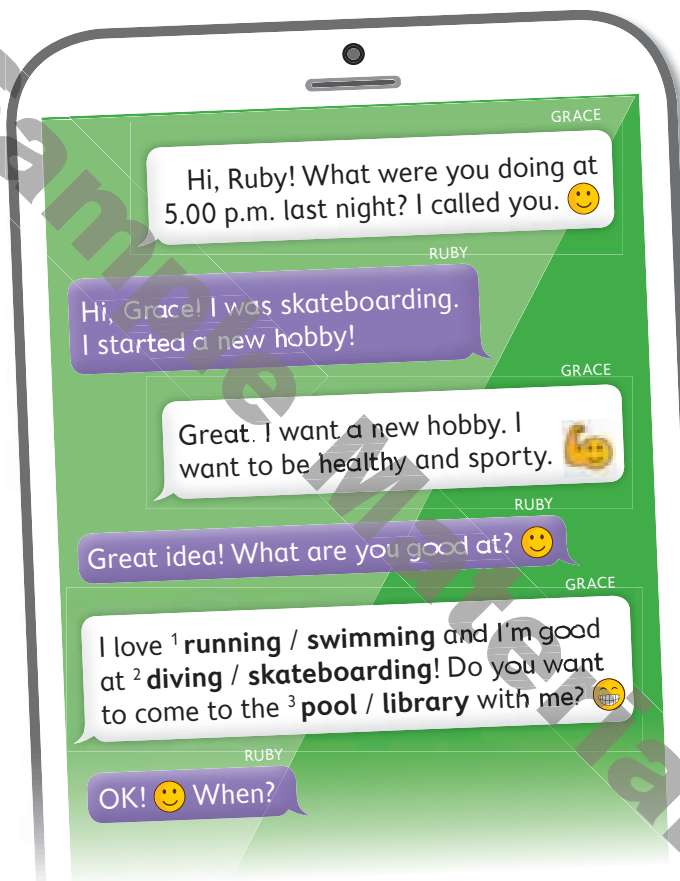 GRACE
Hi, Ruby! What were you doing at
5.00 p.m. last night? I called you.
RUBY
Hi, Grace! I was skateboarding.
I started a new hobby!
GRACE
Great. I want a new hobby. I
want to be healthy and sporty.
RUBY
Great idea! What are you good at?
GRACE
I love 1 running / swimming and I'm good
at 2 diving / skateboarding! Do you want
to come to the 3 pool / library with me?
RUBY
OK! When?
Sample Material